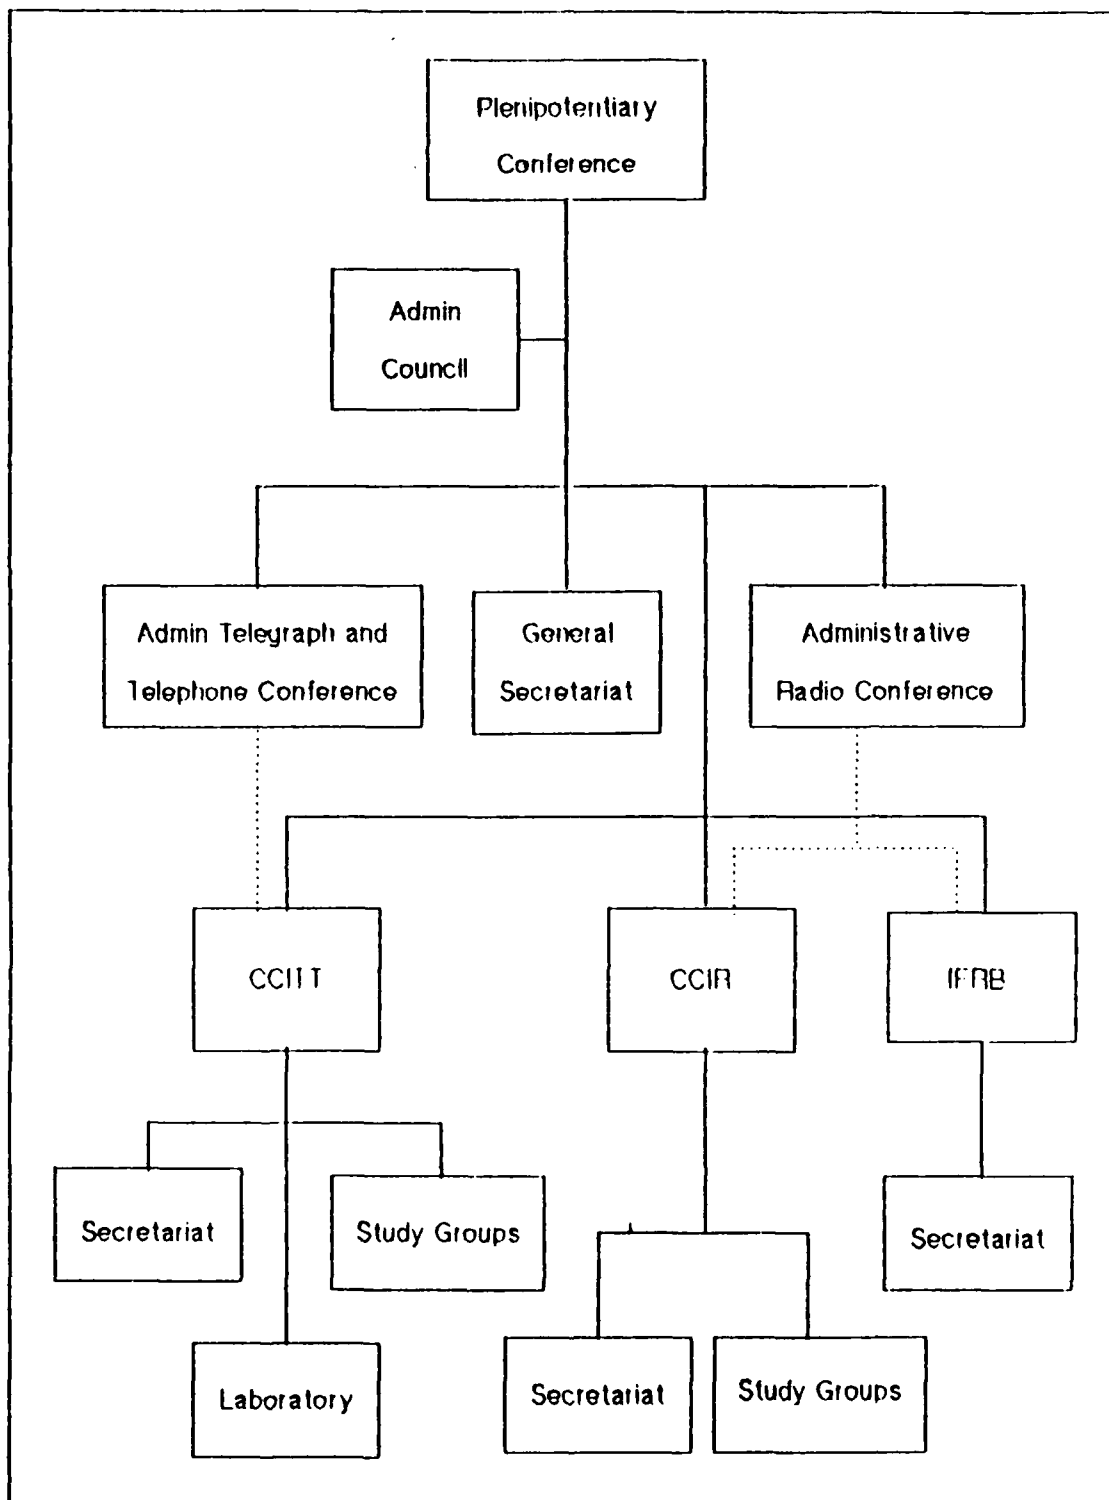 Plenipotentiary
Conference
Admin
Council
Admin Telegraph and
Telephone Conference
General
Secretariat
Administrative
Radio Conference
CCITT
CCIR
IFRB
Secretariat
Study Groups
Secretariat
Laboratory
Secretariat
Study Groups